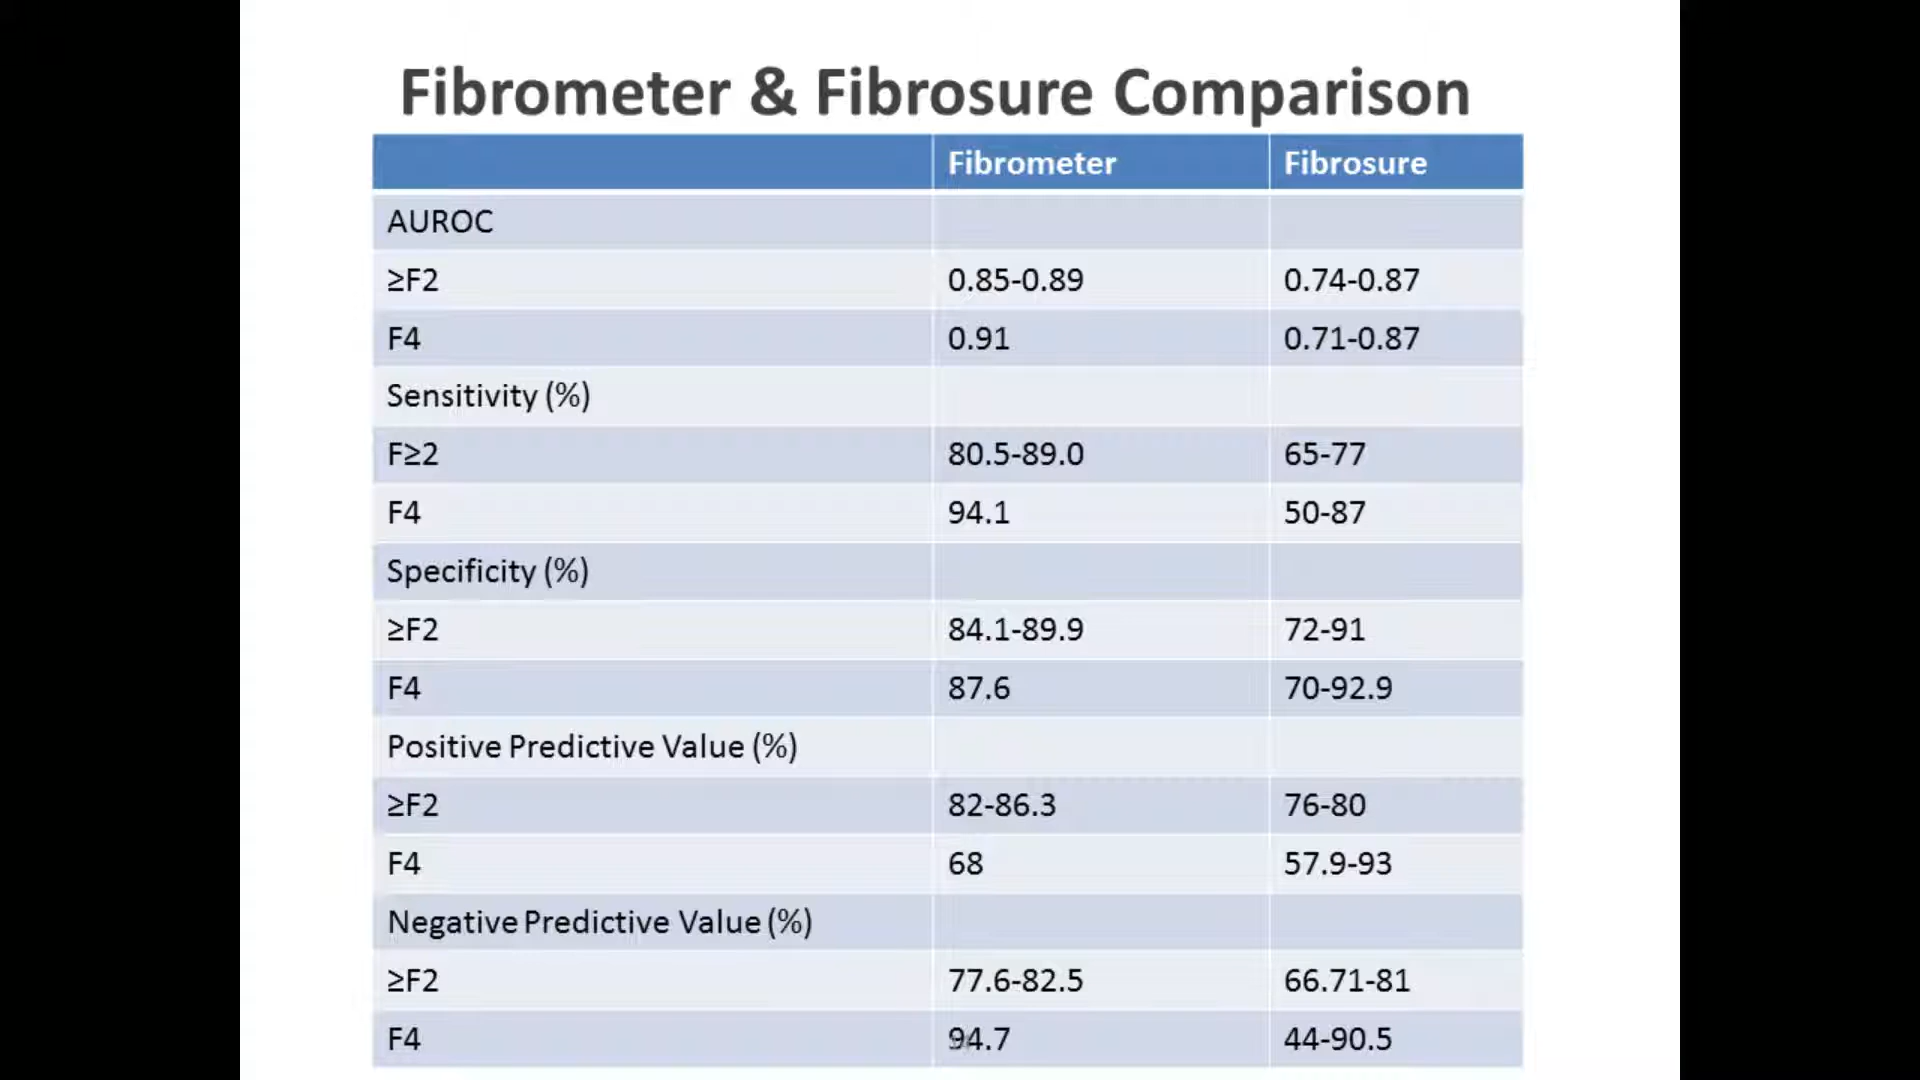 Fibrometer & Fibrosure Comparison
Fibrometer Fibrosure
AUROC
≥F2 0.85-0.89 0.74-0.87
F4 0.91 0.71-0.87
Sensitivity (%)
F≥2 80.5-89.0 65-77
F4 94.1 50-87
Specificity (%)
≥F2 84.1-89.9 72-91
F4 87.6 70-92.9
Positive Predictive Value (%)
≥F2 82-86.3 76-80
F4 68 57.9-93
Negative Predictive Value (%)
≥F2 77.6-82.5 66.71-81
F4 94.7 44-90.5